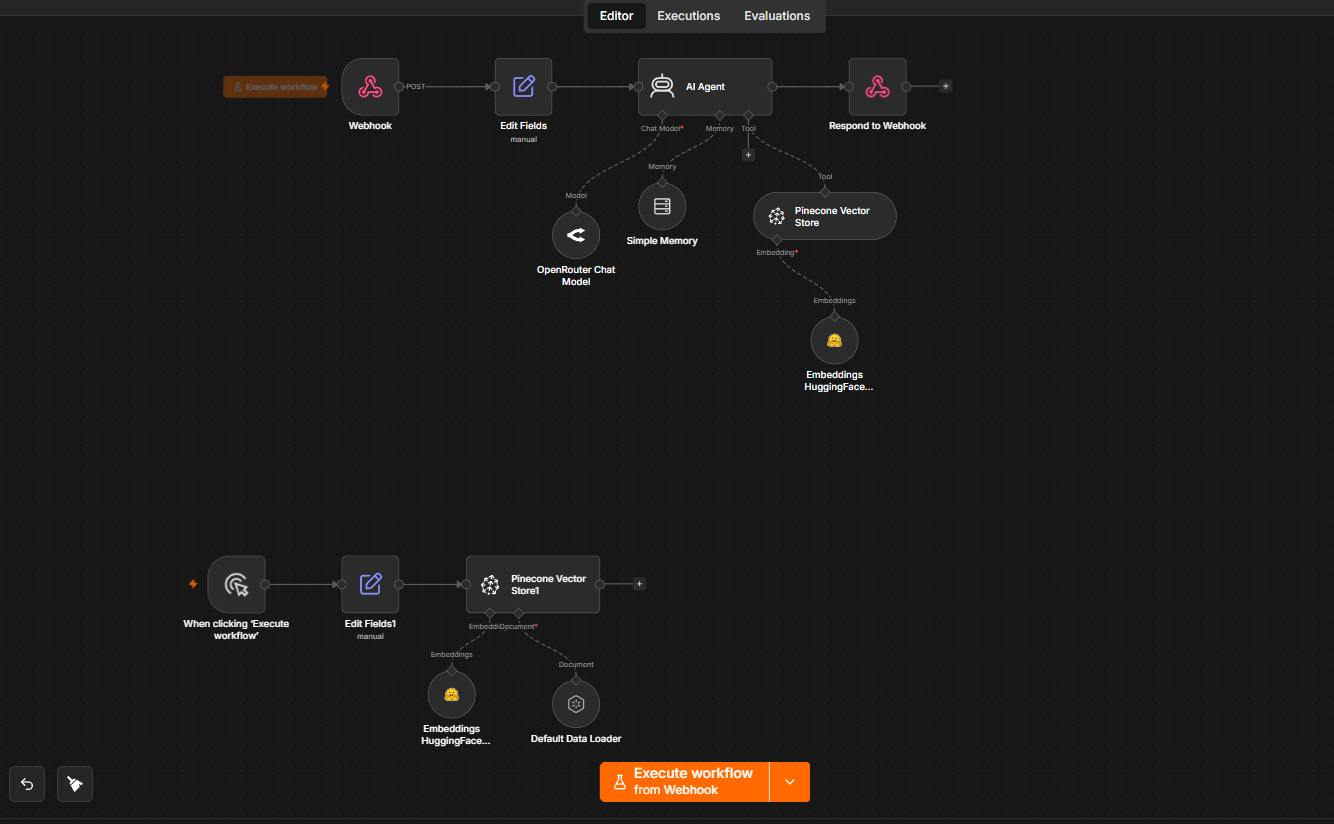 Editor Executions Evaluations
Execute workflow
POST
AI Agent
Webhook
Edit Fields
manual
Chat Model*
Memory
Tool
Respond to Webhook
Memory
Tool
Model
Pinecone Vector
Store
Simple Memory
Embedding*
OpenRouter Chat
Model
Embeddings
Embeddings
HuggingFace...
Pinecone Vector
Store1
When clicking ‘Execute
workflow’
Edit Fields1
manual
Embeddi
Document*
Embeddings
Document
Embeddings
HuggingFace...
Default Data Loader
Execute workflow
from Webhook